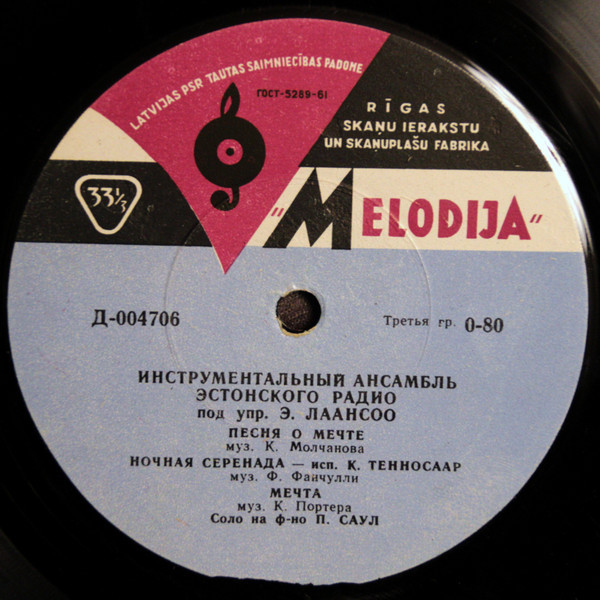 LATVIJAS PSR TAUTAS SAIMNIECĪBAS PADOME
ГОСТ-5289-61
RĪGAS
SKAŅU IERAKSTU
UN SKAŅUPLAŠU FABRIKA
33⅓
"MELODIJA"
Д-004706
Третья гр. 0-80
ИНСТРУМЕНТАЛЬНЫЙ АНСАМБЛЬ
ЭСТОНСКОГО РАДИО
под упр. Э. ЛААНСОО
ПЕСНЯ О МЕЧТЕ
муз. К. Молчанова
НОЧНАЯ СЕРЕНАДА — исп. К. ТЕННОСААР
муз. Ф. Фанчулли
МЕЧТА
муз. К. Портера
Соло на ф-но П. САУЛ